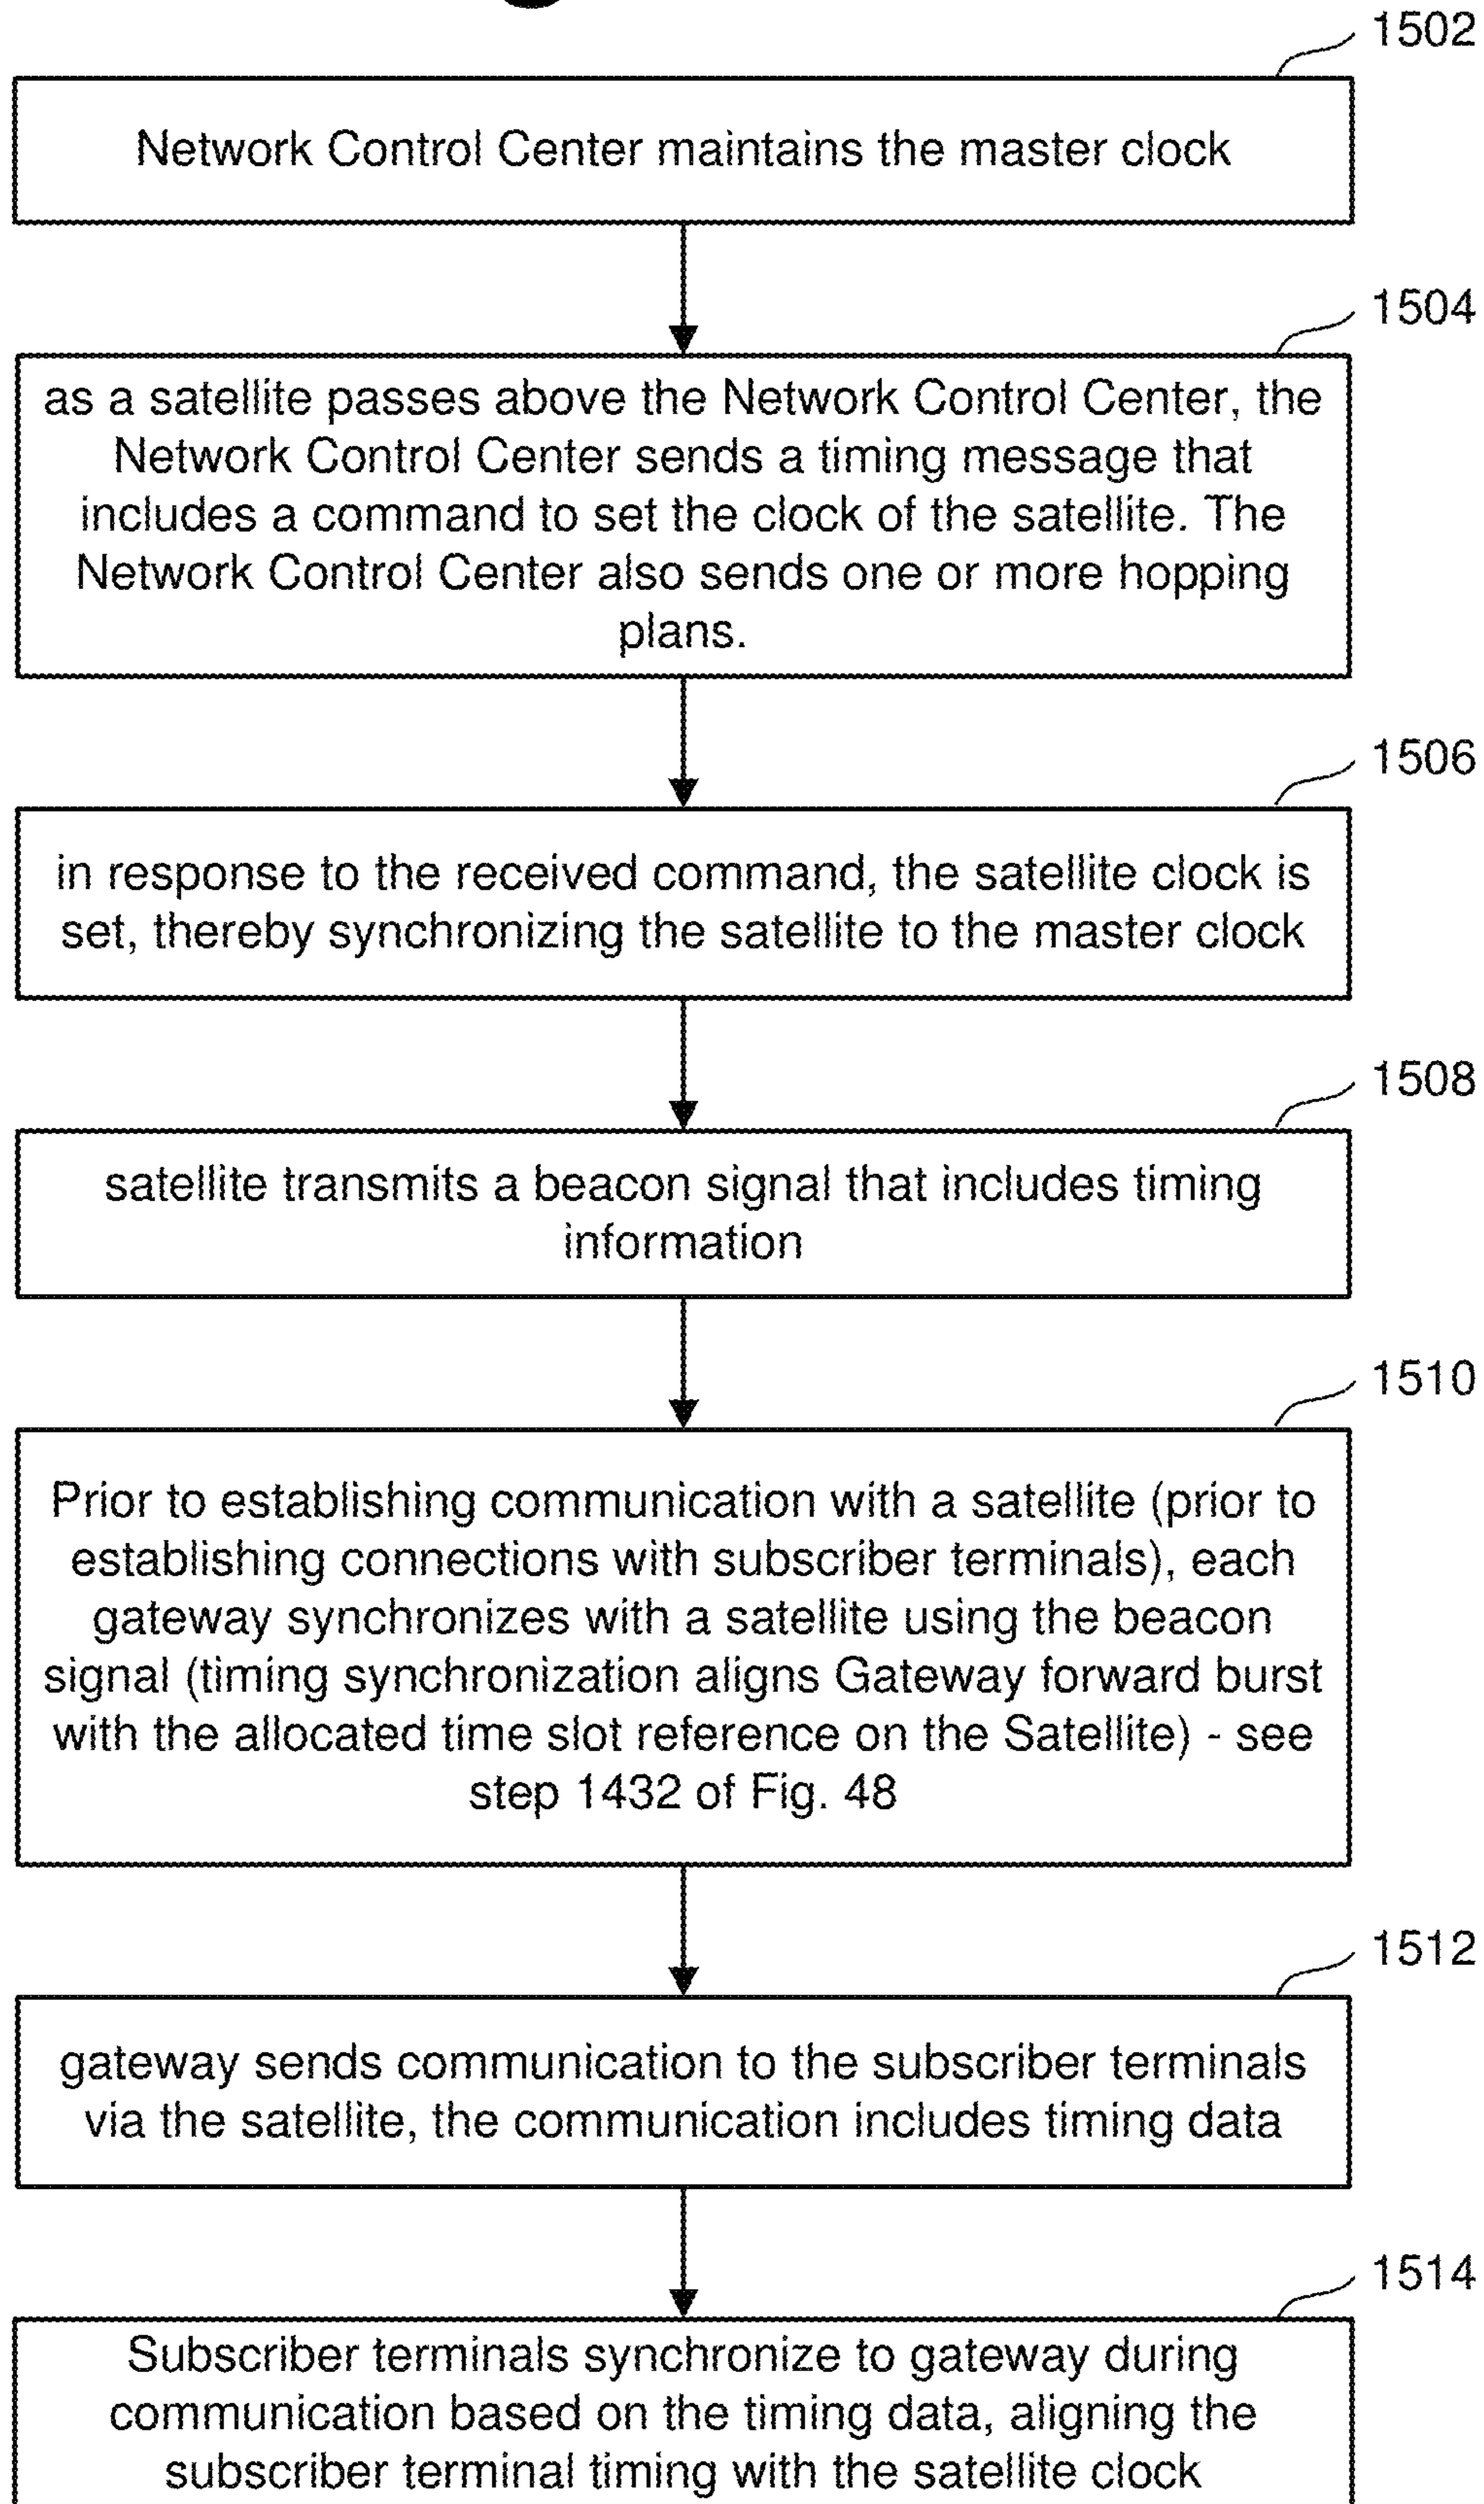 1502
Network Control Center maintains the master clock
1504
as a satellite passes above the Network Control Center, the
Network Control Center sends a timing message that
includes a command to set the clock of the satellite. The
Network Control Center also sends one or more hopping
plans.
1506
in response to the received command, the satellite clock is
set, thereby synchronizing the satellite to the master clock
1508
satellite transmits a beacon signal that includes timing
information
1510
Prior to establishing communication with a satellite (prior to
establishing connections with subscriber terminals), each
gateway synchronizes with a satellite using the beacon
signal (timing synchronization aligns Gateway forward burst
with the allocated time slot reference on the Satellite) - see
step 1432 of Fig. 48
1512
gateway sends communication to the subscriber terminals
via the satellite, the communication includes timing data
1514
Subscriber terminals synchronize to gateway during
communication based on the timing data, aligning the
subscriber terminal timing with the satellite clock